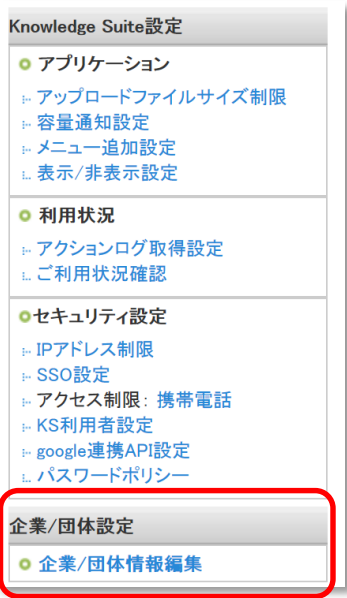 Knowledge Suite設定
アプリケーション
アップロードファイルサイズ制限
容量通知設定
メニュー追加設定
表示/非表示設定
利用状況
アクションログ取得設定
ご利用状況確認
セキュリティ設定
IPアドレス制限
SSO設定
アクセス制限: 携帯電話
KS利用者設定
google連携API設定
パスワードポリシー
企業/団体設定
企業/団体情報編集